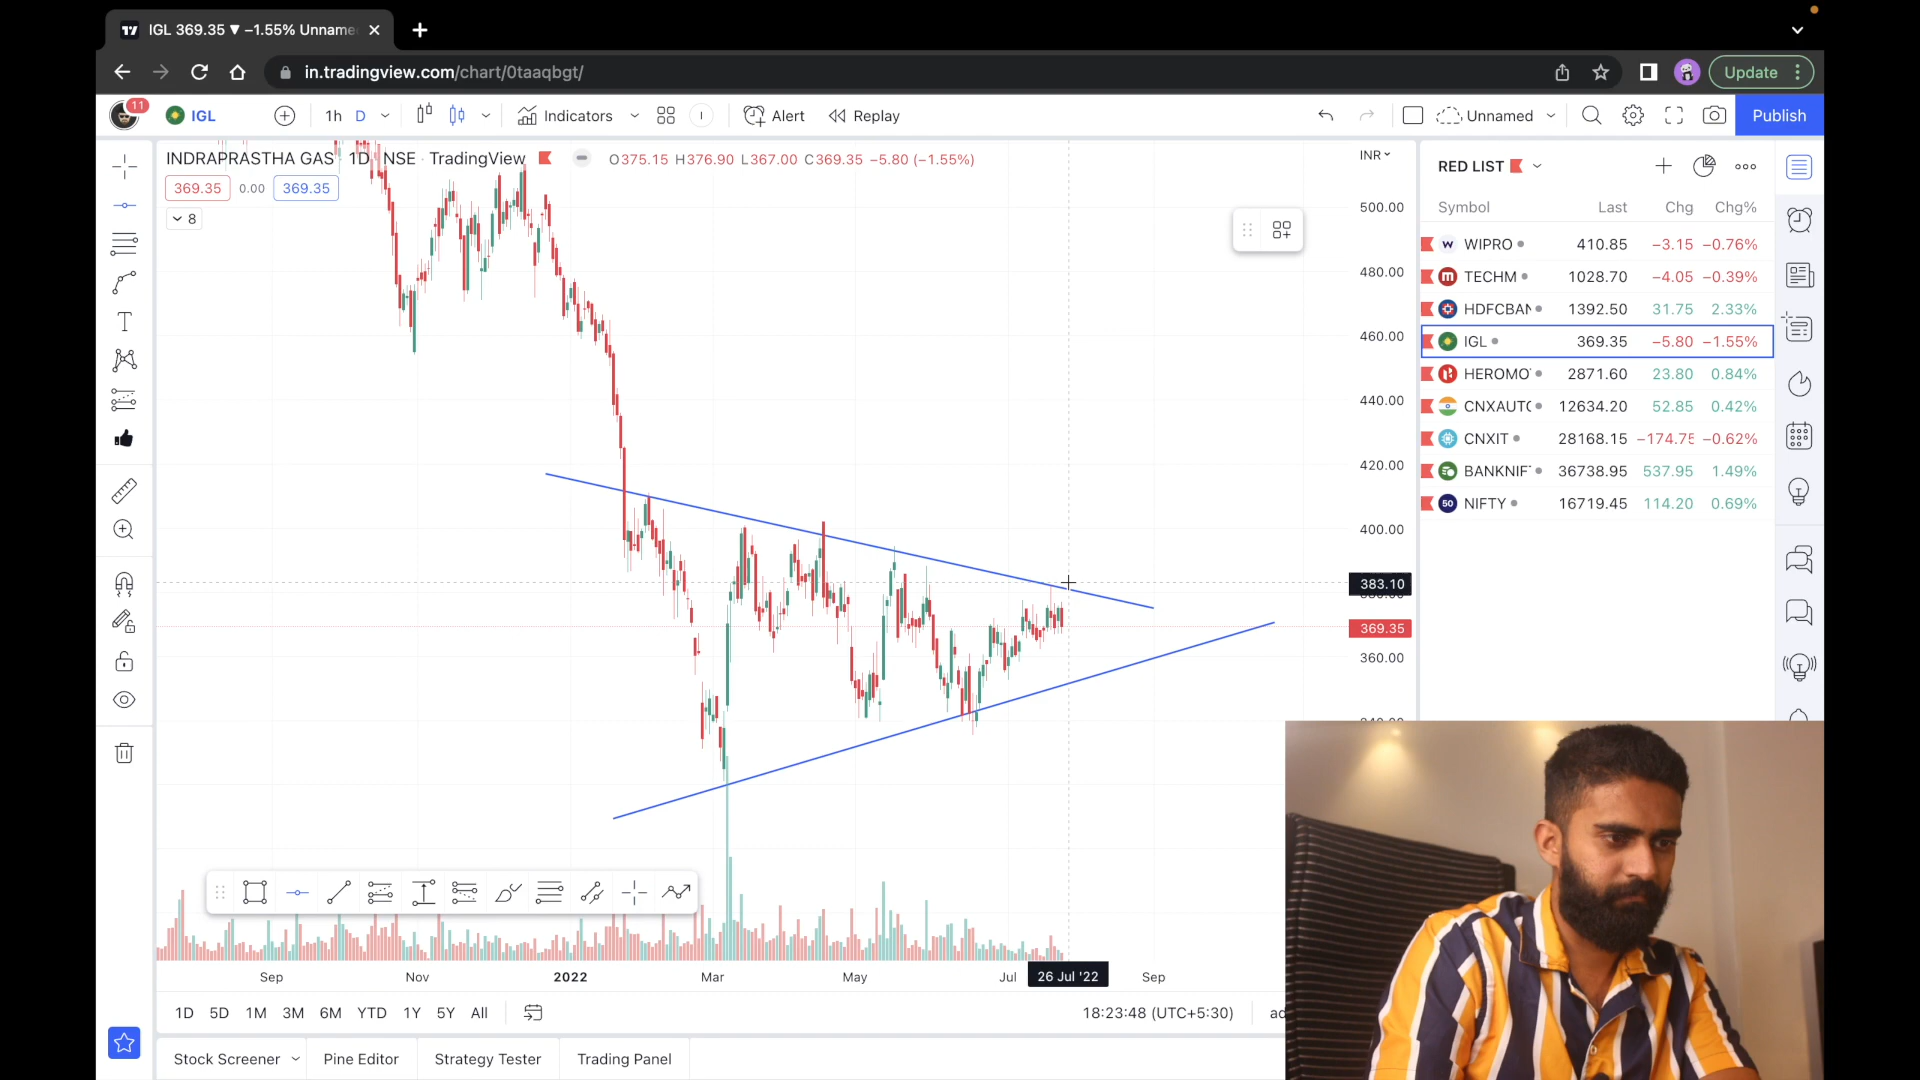 IGL 369.35 ▼ −1.55% Unname
in.tradingview.com/chart/0taaqbgt/
Update
11
IGL
1h D
Indicators
Alert
Replay
Unnamed
Publish
INDRAPRASTHA GAS · 1D · NSE · TradingView
O375.15 H376.90 L367.00 C369.35 −5.80 (−1.55%)
369.35 0.00 369.35
8
INR
500.00
480.00
460.00
440.00
420.00
400.00
383.10
369.35
360.00
RED LIST
Symbol Last Chg Chg%
WIPRO 410.85 −3.15 −0.76%
TECHM 1028.70 −4.05 −0.39%
HDFCBAN 1392.50 31.75 2.33%
IGL 369.35 −5.80 −1.55%
HEROMO 2871.60 23.80 0.84%
CNXAUTO 12634.20 52.85 0.42%
CNXIT 28168.15 −174.75 −0.62%
BANKNIF 36738.95 537.95 1.49%
50 NIFTY 16719.45 114.20 0.69%
Sep Nov 2022 Mar May Jul 26 Jul '22 Sep
1D 5D 1M 3M 6M YTD 1Y 5Y All
18:23:48 (UTC+5:30)
Stock Screener Pine Editor Strategy Tester Trading Panel